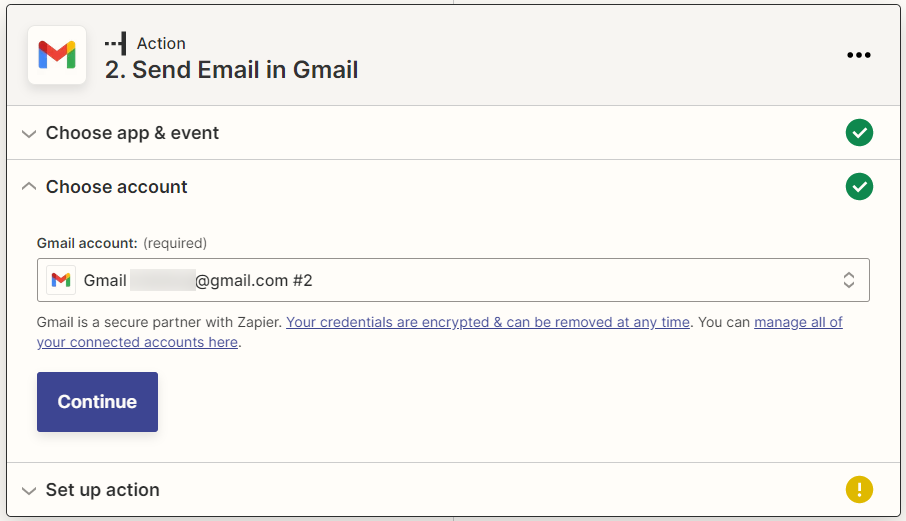 Action
2. Send Email in Gmail
Choose app & event
Choose account
Gmail account: (required)
Gmail @gmail.com #2
Gmail is a secure partner with Zapier. Your credentials are encrypted & can be removed at any time. You can manage all of
your connected accounts here.
Continue
Set up action